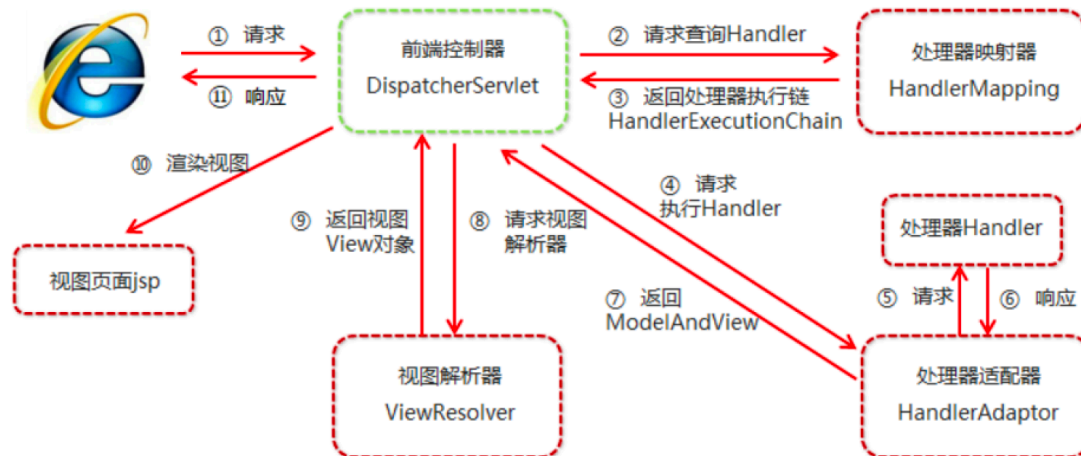 ① 请求
⑪ 响应
前端控制器
DispatcherServlet
② 请求查询Handler
③ 返回处理器执行链
HandlerExecutionChain
处理器映射器
HandlerMapping
⑩ 渲染视图
视图页面jsp
⑨ 返回视图
View对象
⑧ 请求视图
解析器
④ 请求
执行Handler
⑦ 返回
ModelAndView
处理器Handler
⑤ 请求
⑥ 响应
视图解析器
ViewResolver
处理器适配器
HandlerAdaptor